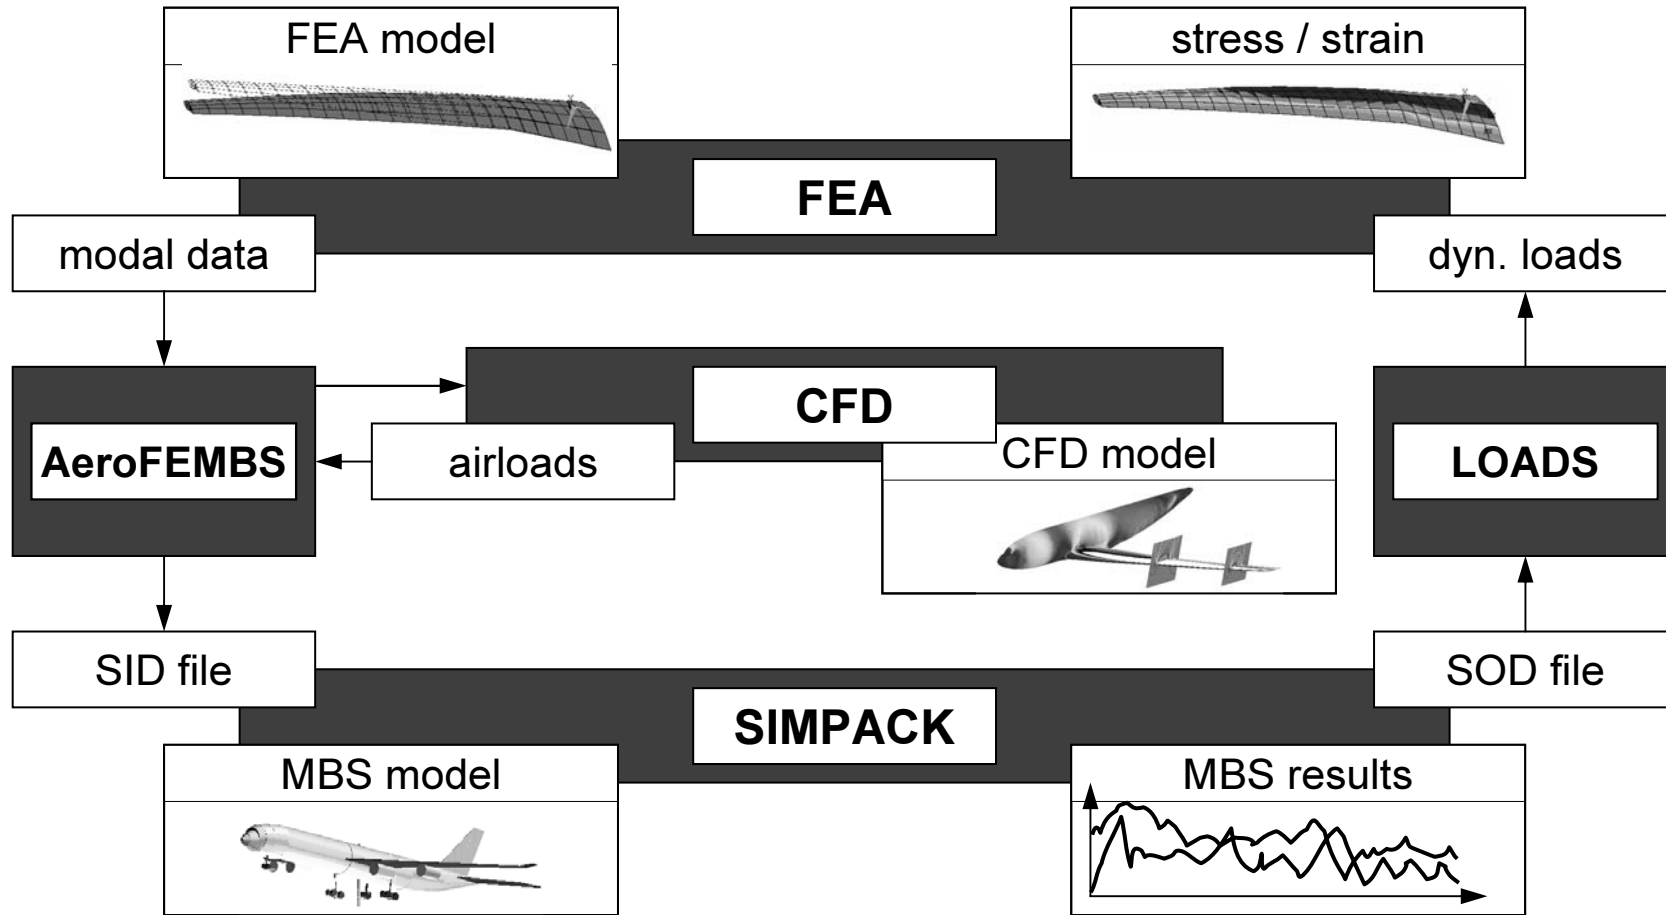 FEA model
stress / strain
FEA
modal data
dyn. loads
CFD
AeroFEMBS
airloads
CFD model
LOADS
SID file
SOD file
SIMPACK
MBS model
MBS results